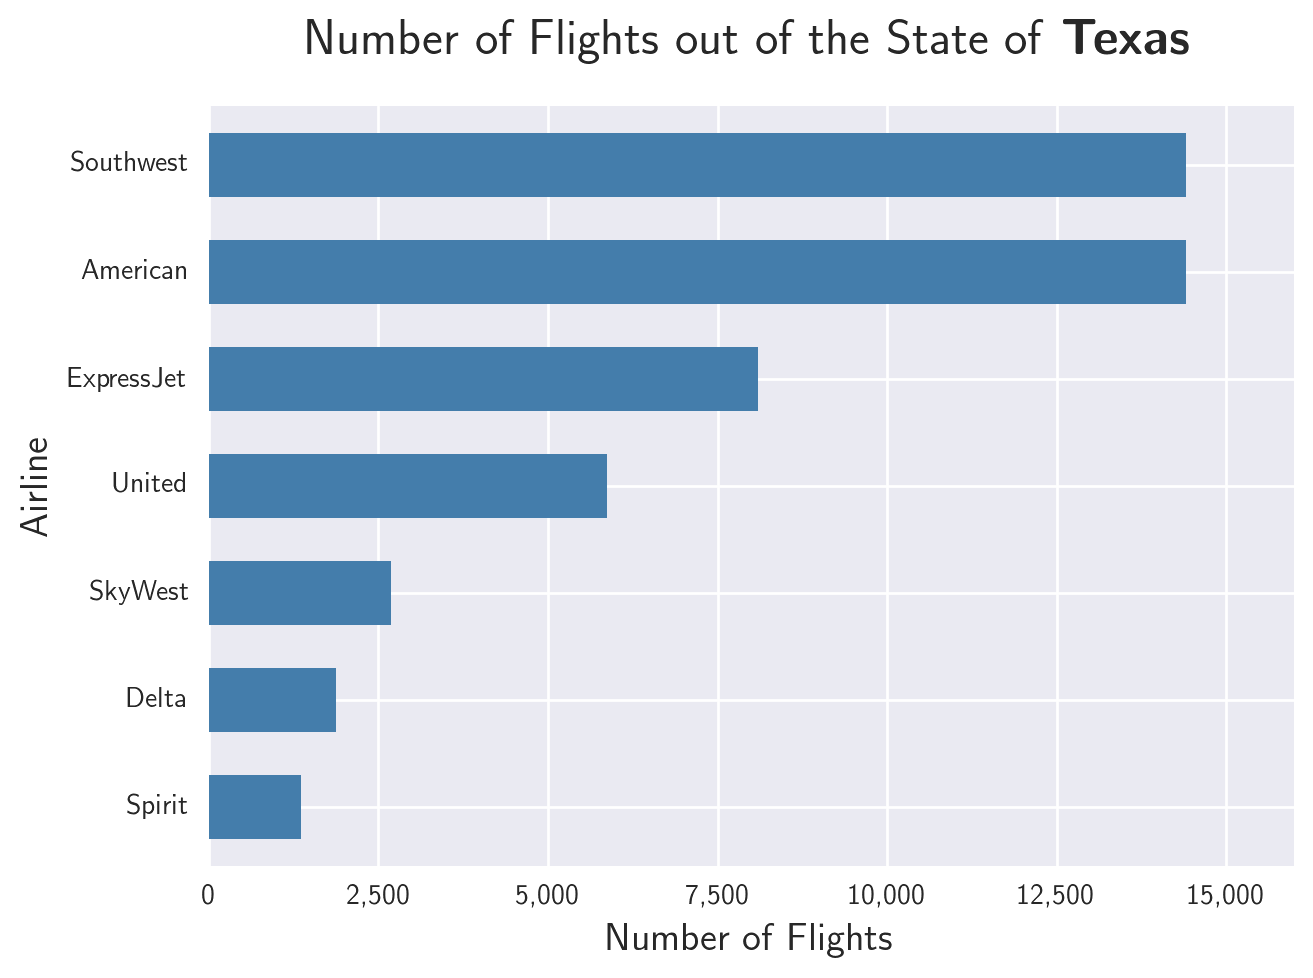 Number of Flights out of the State of Texas
Southwest
American
ExpressJet
United
SkyWest
Delta
Spirit
Airline
0 2,500 5,000 7,500 10,000 12,500 15,000
Number of Flights